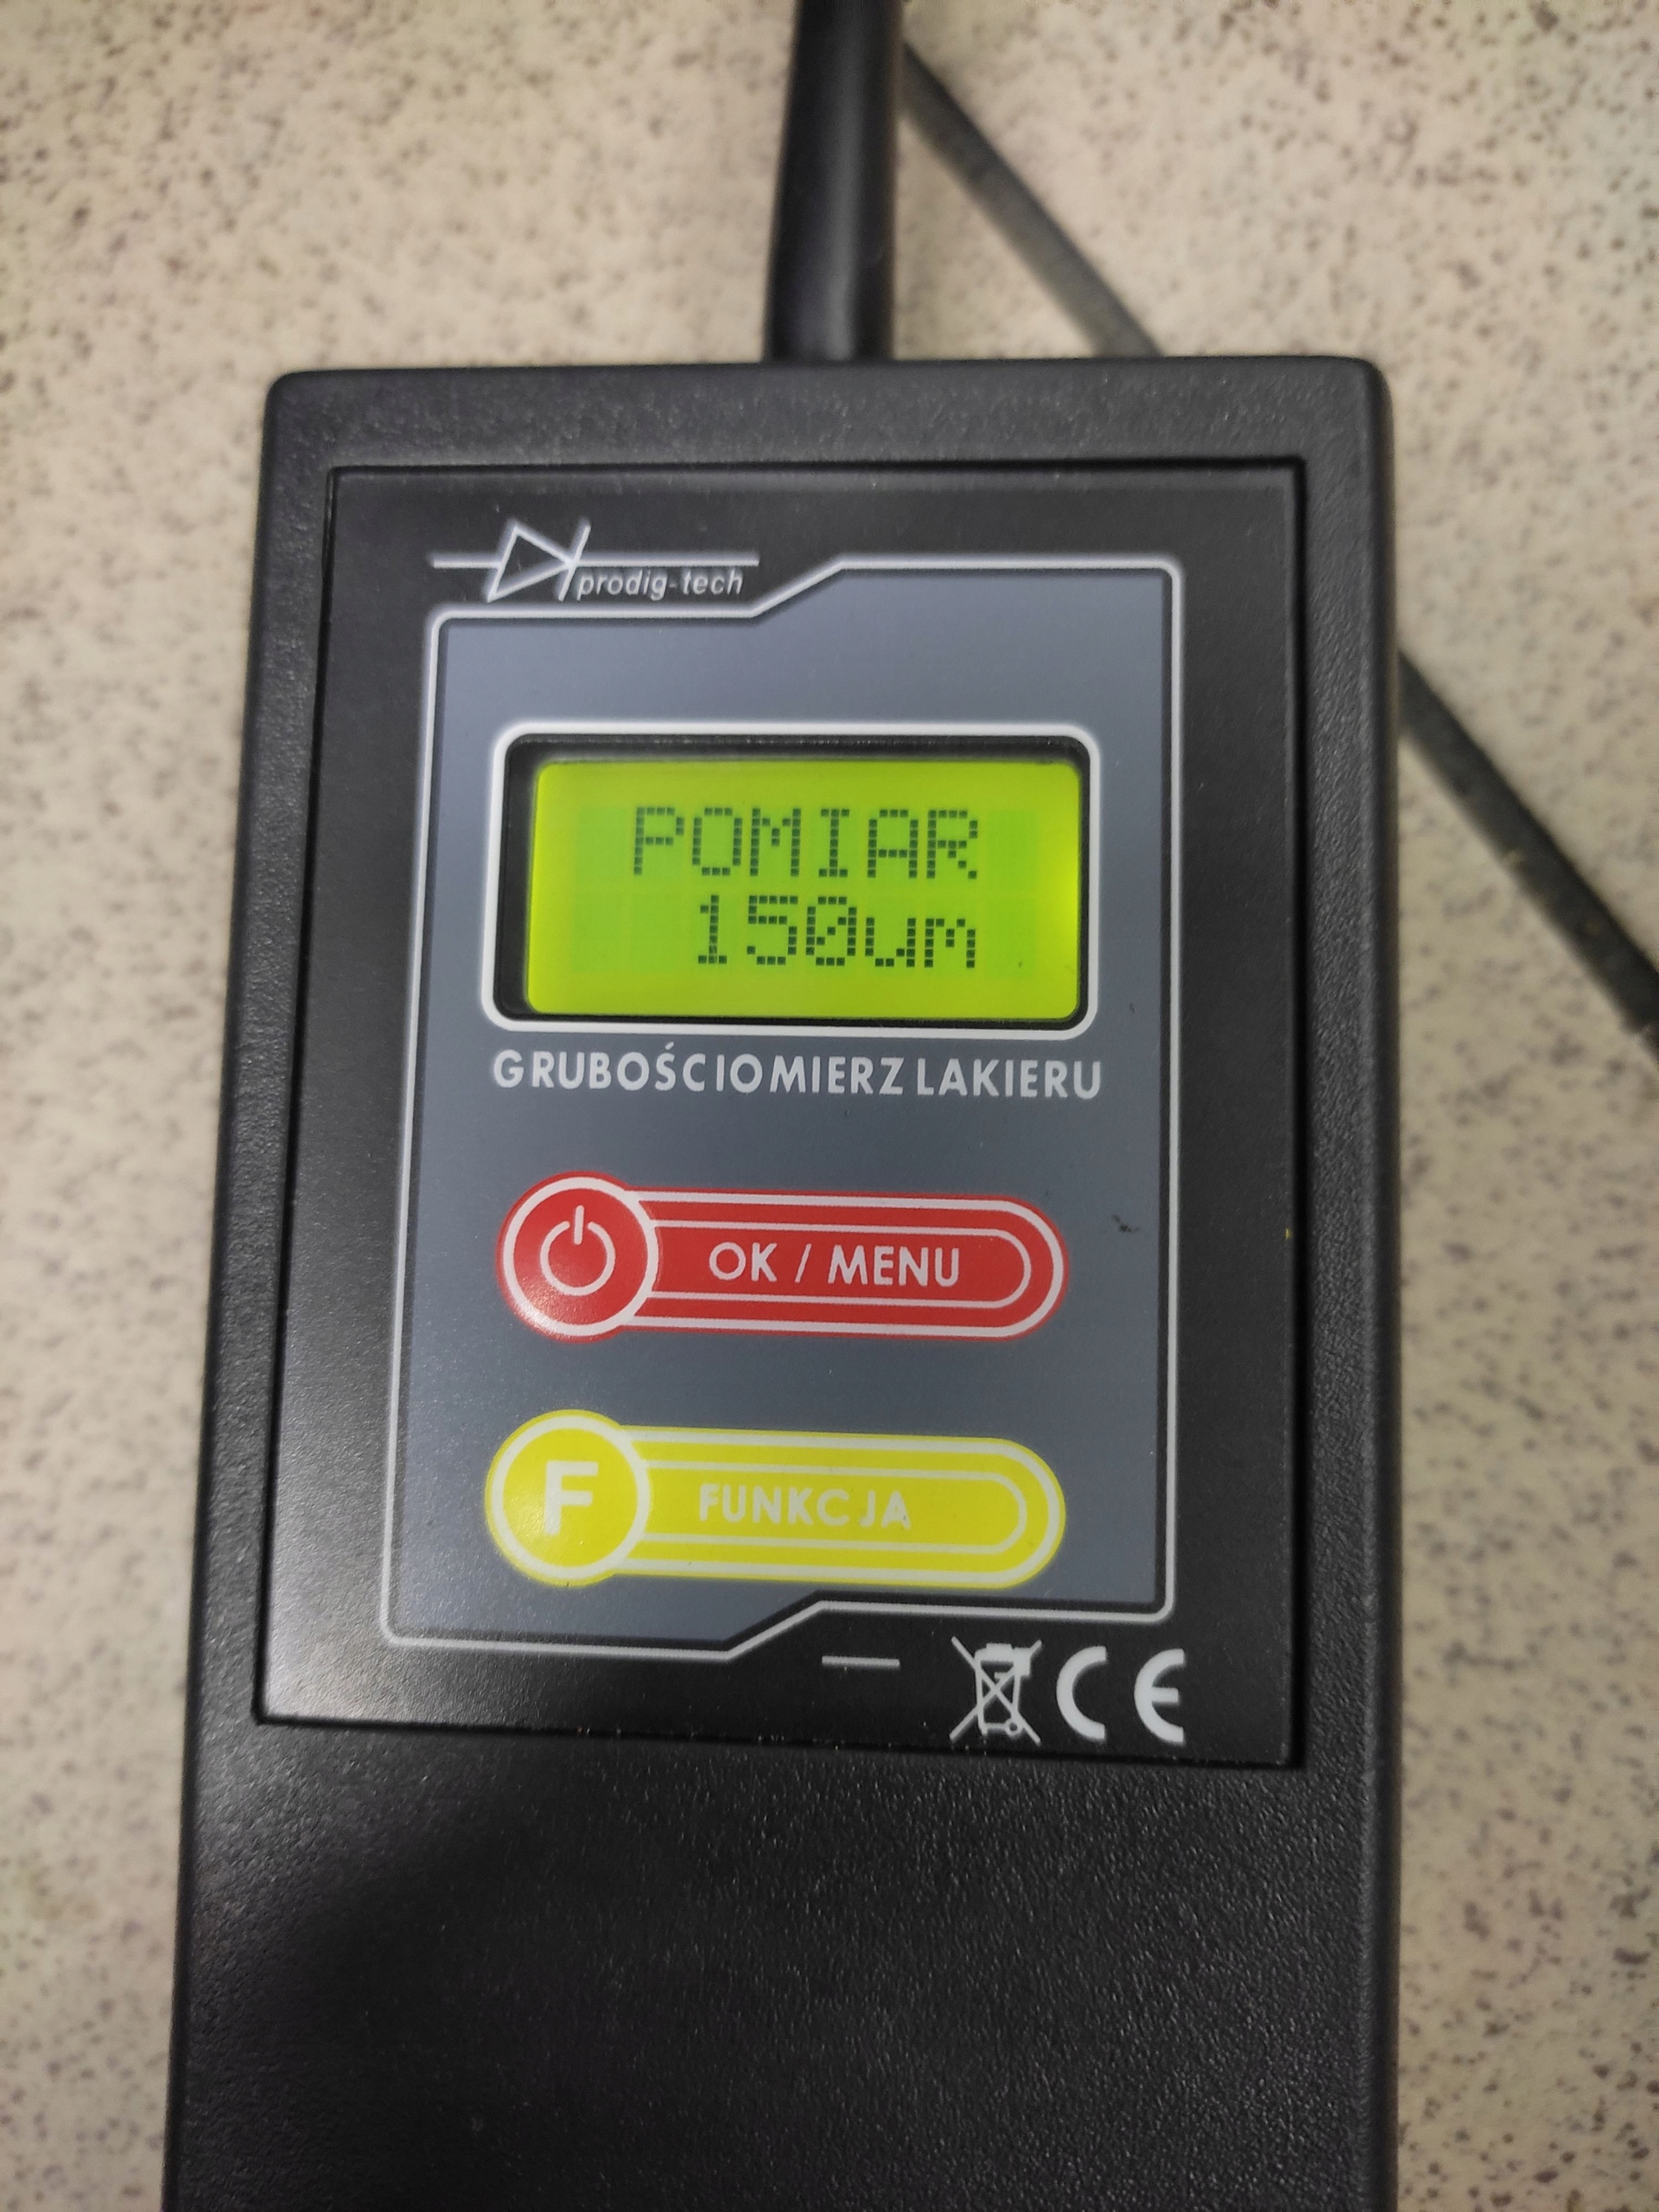 prodig-tech
POMIAR
150um
GRUBOŚCIOMIERZ LAKIERU
OK / MENU
F FUNKCJA
CE